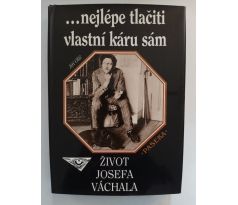 ...nejlépe tlačiti
vlastní káru sám
PASEKA
ŽIVOT
JOSEFA
VÁCHALA